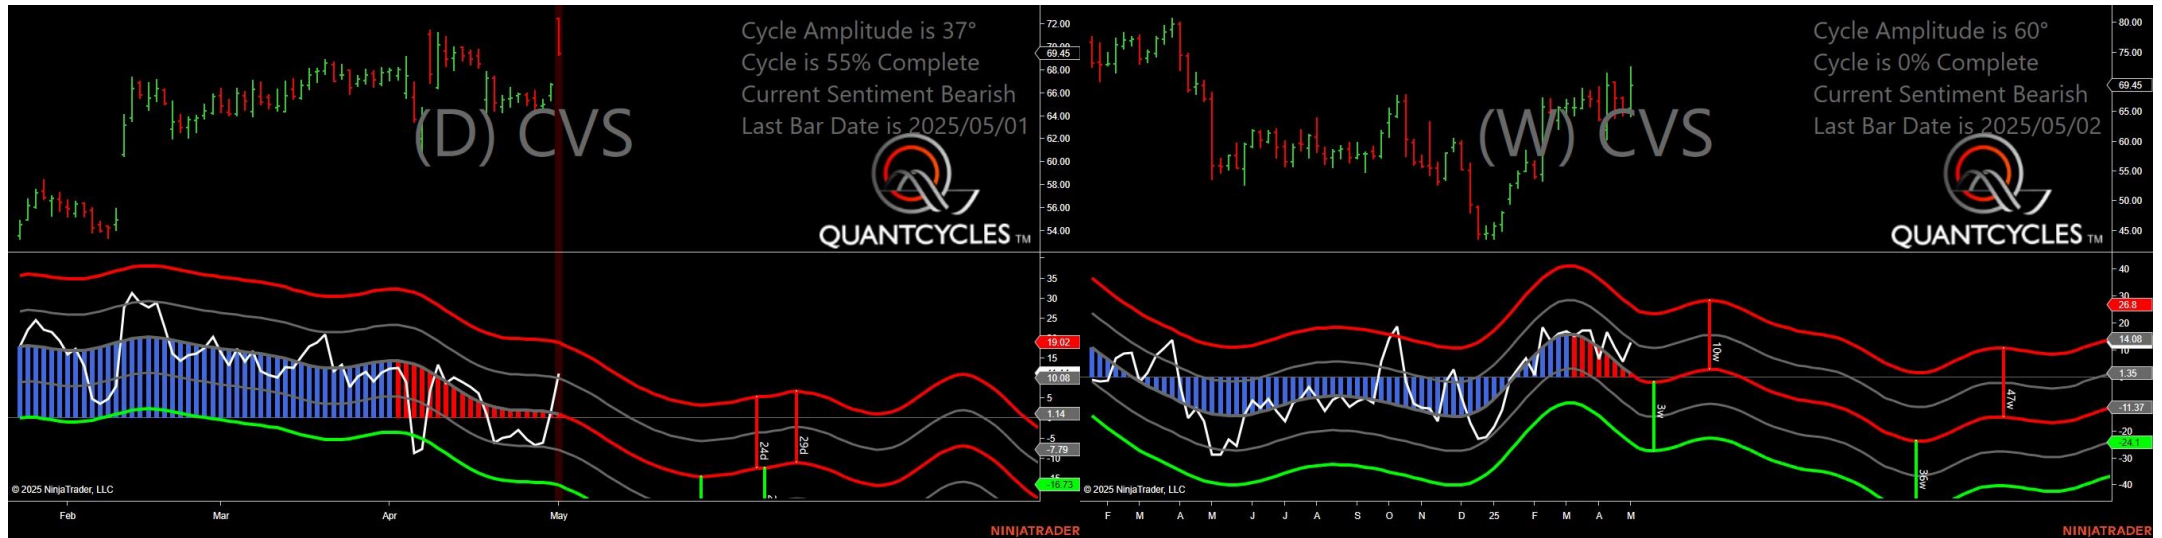 Cycle Amplitude is 37°
Cycle is 55% Complete
Current Sentiment Bearish
Last Bar Date is 2025/05/01
(D) CVS
QUANTCYCLES TM
72.00
69.45
68.00
66.00
64.00
62.00
60.00
58.00
56.00
54.00
35
30
25
19.02
15
10.08
5
1.14
-5
-7.79
-10
-16.73
24d
29d
© 2025 NinjaTrader, LLC
Feb Mar Apr May
NINJATRADER
Cycle Amplitude is 60°
Cycle is 0% Complete
Current Sentiment Bearish
Last Bar Date is 2025/05/02
(W) CVS
QUANTCYCLES TM
80.00
75.00
69.45
65.00
60.00
55.00
50.00
45.00
40
30
26.8
20
14.08
10
1.35
-11.37
-20
-24.1
-30
-40
10w
3w
47w
36w
© 2025 NinjaTrader, LLC
F M A M J J A S O N D 25 F M A M
NINJATRADER